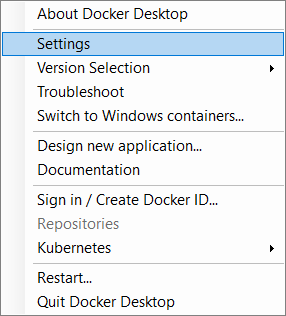 About Docker Desktop
Settings
Version Selection
Troubleshoot
Switch to Windows containers...
Design new application...
Documentation
Sign in / Create Docker ID...
Repositories
Kubernetes
Restart...
Quit Docker Desktop